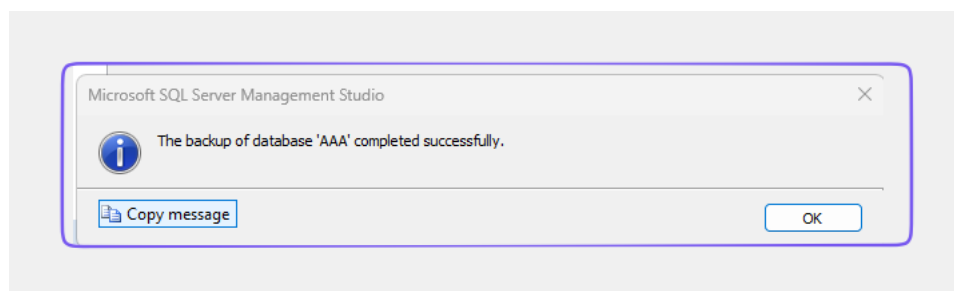 Microsoft SQL Server Management Studio
The backup of database 'AAA' completed successfully.
Copy message
OK